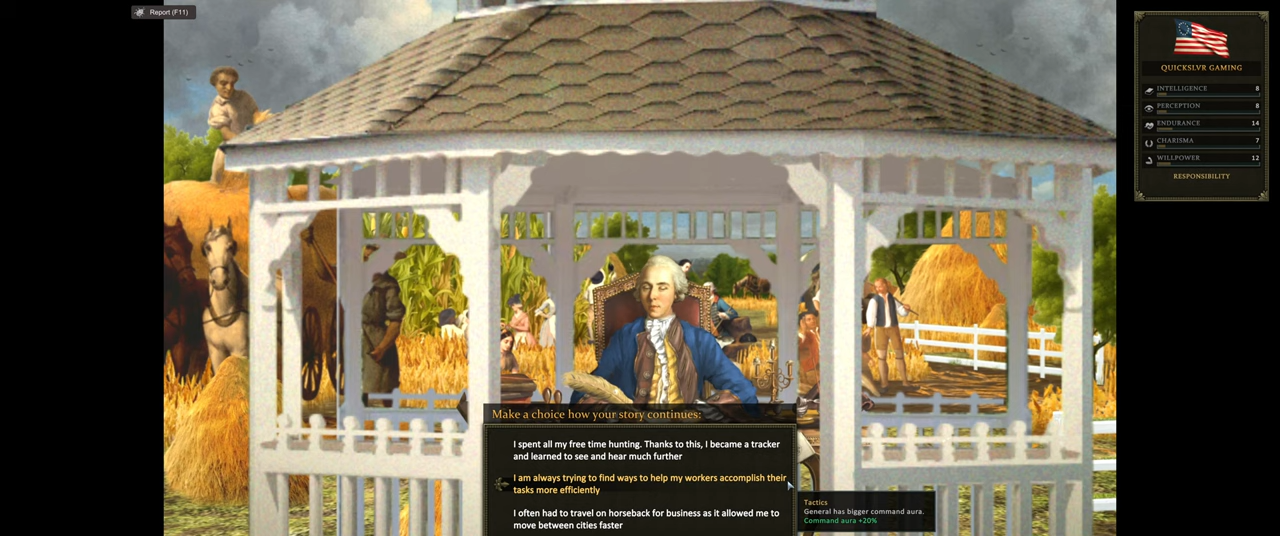 Report (F11)
QUICKSLVR GAMING
INTELLIGENCE 8
PERCEPTION 8
ENDURANCE 14
CHARISMA 7
WILLPOWER 12
RESPONSIBILITY
Make a choice how your story continues:
I spent all my free time hunting. Thanks to this, I became a tracker
and learned to see and hear much further
I am always trying to find ways to help my workers accomplish their
tasks more efficiently
I often had to travel on horseback for business as it allowed me to
move between cities faster
Tactics
General has bigger command aura.
Command aura +20%